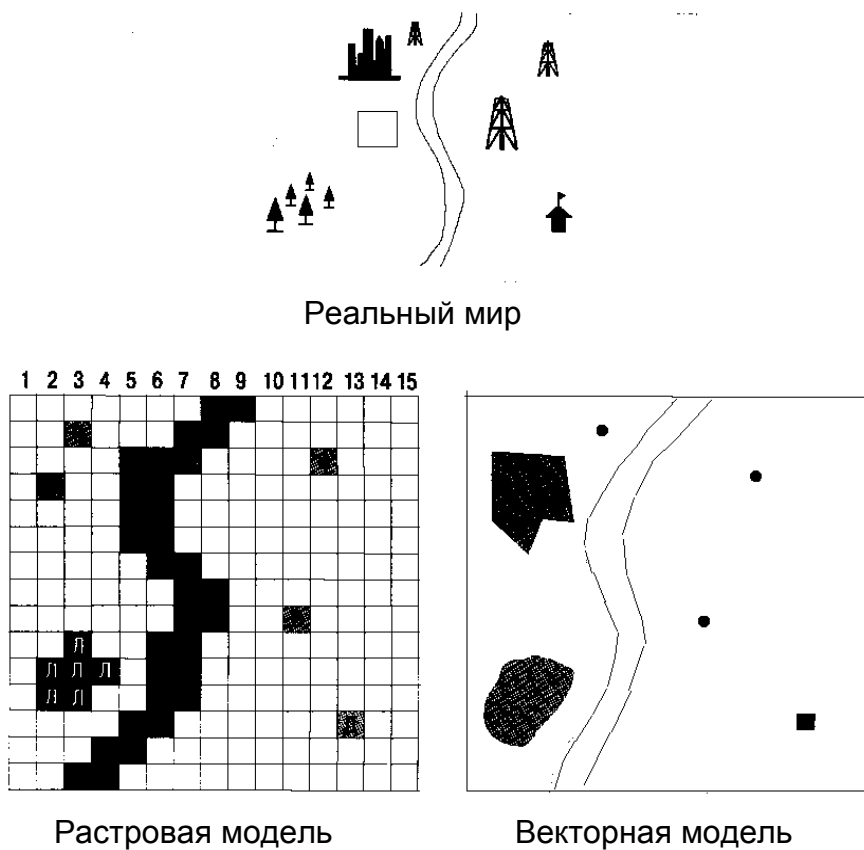 Реальный мир
1 2 3 4 5 6 7 8 9 10 11 12 13 14 15
Л
Л Л Л
Л Л
Растровая модель
Векторная модель